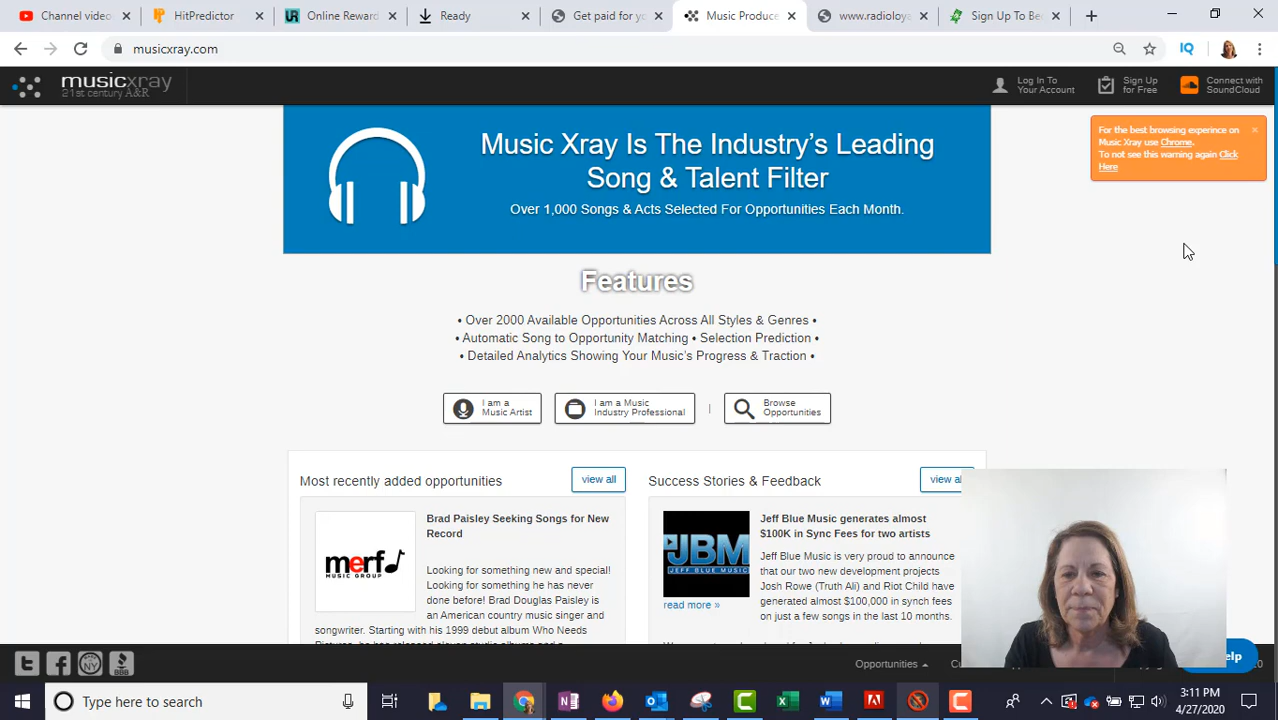 Channel video
HitPredictor
Online Reward
Ready
Get paid for yo
Music Produce
www.radioloya
Sign Up To Be
musicxray.com
IQ
musicxray
21st century A&R
Log In To
Your Account
Sign Up
for Free
Connect with
SoundCloud
For the best browsing experince on
Music Xray use Chrome.
To not see this warning again Click
Here
Music Xray Is The Industry's Leading
Song & Talent Filter
Over 1,000 Songs & Acts Selected For Opportunities Each Month.
Features
• Over 2000 Available Opportunities Across All Styles & Genres •
• Automatic Song to Opportunity Matching • Selection Prediction •
• Detailed Analytics Showing Your Music's Progress & Traction •
I am a
Music Artist
I am a Music
Industry Professional
|
Browse
Opportunities
Most recently added opportunities
view all
merf
MUSIC GROUP
Brad Paisley Seeking Songs for New
Record
Looking for something new and special!
Looking for something he has never
done before! Brad Douglas Paisley is
an American country music singer and
songwriter. Starting with his 1999 debut album Who Needs
Success Stories & Feedback
view al
JBM
JEFF BLUE MUSIC
read more »
Jeff Blue Music generates almost
$100K in Sync Fees for two artists
Jeff Blue Music is very proud to announce
that our two new development projects
Josh Rowe (Truth Ali) and Riot Child have
generated almost $100,000 in synch fees
on just a few songs in the last 10 months.
NY
BBB
Opportunities
elp
Type here to search
3:11 PM
4/27/2020